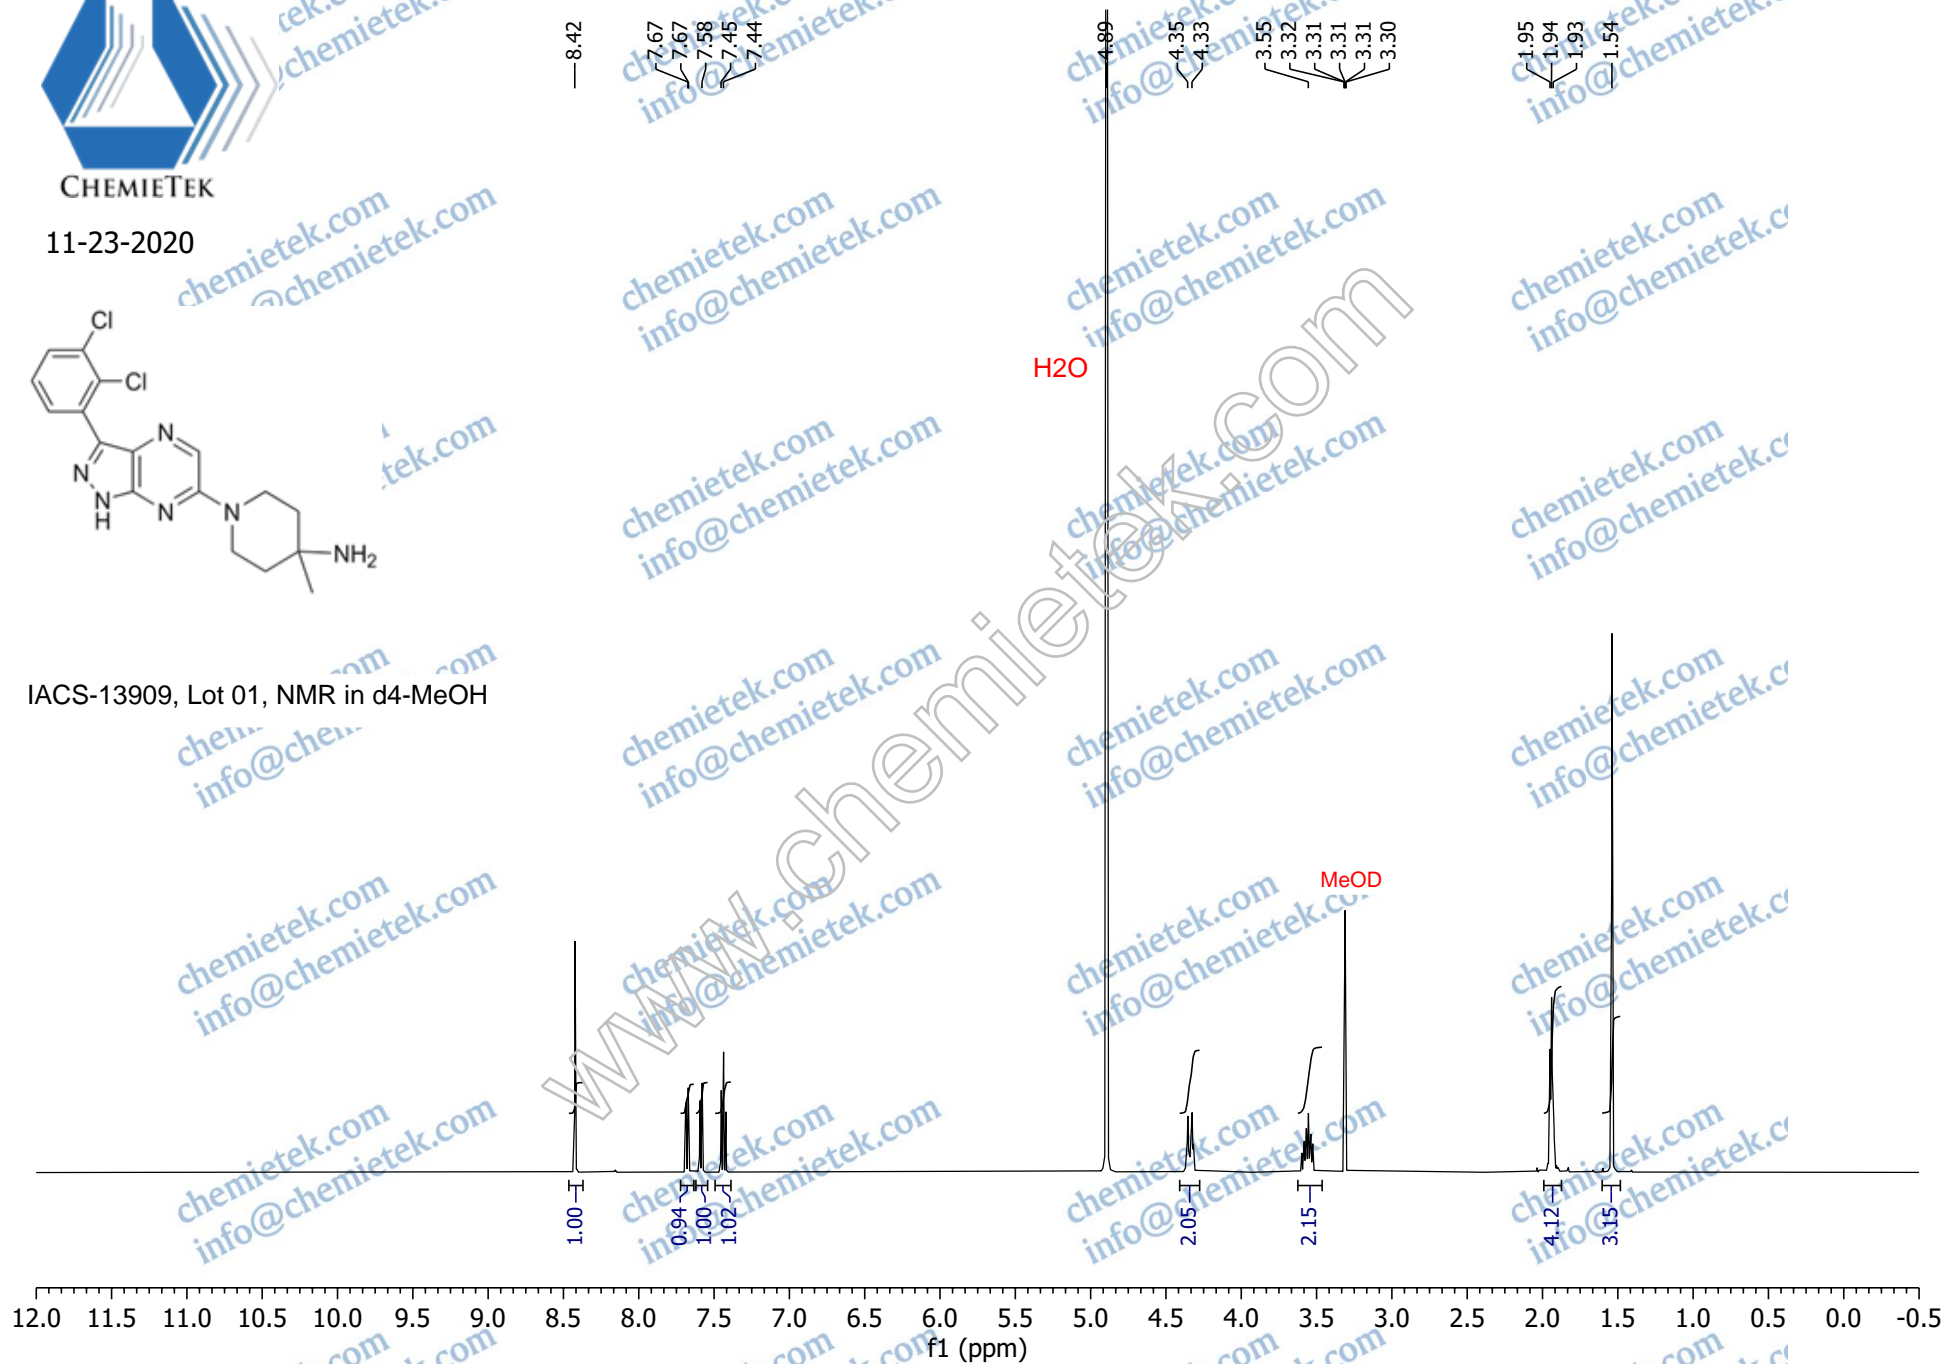 CHEMIETEK
11-23-2020
Cl
Cl
N
N
N
H
N
N
NH2
IACS-13909, Lot 01, NMR in d4-MeOH
8.42
7.67
7.67
7.58
7.45
7.44
4.89
4.35
4.33
3.55
3.32
3.31
3.31
3.31
3.30
1.95
1.94
1.93
1.54
H2O
MeOD
www.chemietek.com
chemietek.com
info@chemietek.com
1.00
0.94
1.00
1.02
2.05
2.15
4.12
3.15
12.0 11.5 11.0 10.5 10.0 9.5 9.0 8.5 8.0 7.5 7.0 6.5 6.0 5.5 5.0 4.5 4.0 3.5 3.0 2.5 2.0 1.5 1.0 0.5 0.0 -0.5
f1 (ppm)